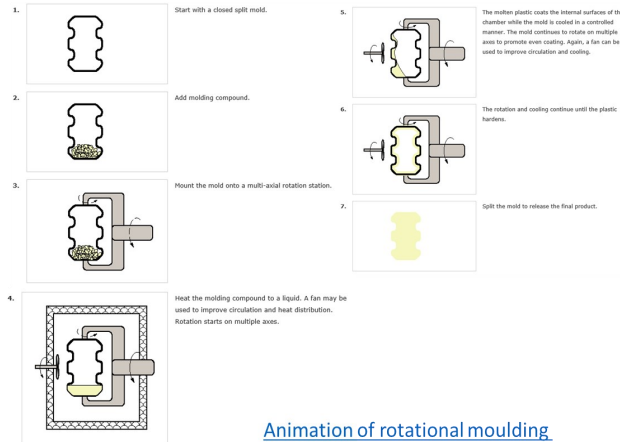 1.
Start with a closed split mold.
2.
Add molding compound.
3.
Mount the mold onto a multi-axial rotation station.
4.
Heat the molding compound to a liquid. A fan may be
used to improve circulation and heat distribution.
Rotation starts on multiple axes.
5.
The molten plastic coats the internal surfaces of th
chamber while the mold is cooled in a controlled
manner. The mold continues to rotate on multiple
axes to promote even coating. Again, a fan can be
used to improve circulation and cooling.
6.
The rotation and cooling continue until the plastic
hardens.
7.
Split the mold to release the final product.
Animation of rotational moulding